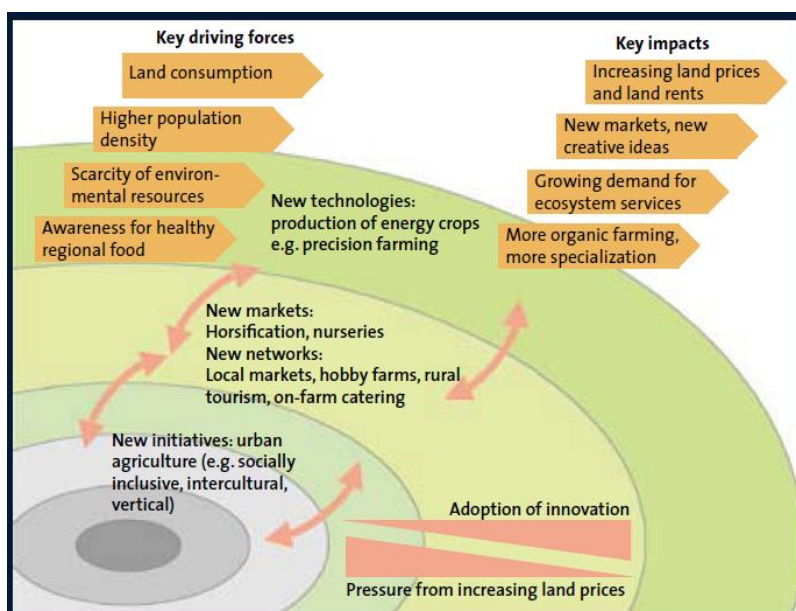 Key driving forces
Land consumption
Higher population
density
Scarcity of environ-
mental resources
Awareness for healthy
regional food
Key impacts
Increasing land prices
and land rents
New markets, new
creative ideas
Growing demand for
ecosystem services
More organic farming,
more specialization
New technologies:
production of energy crops
e.g. precision farming
New markets:
Horsification, nurseries
New networks:
Local markets, hobby farms, rural
tourism, on-farm catering
New initiatives: urban
agriculture (e.g. socially
inclusive, intercultural,
vertical)
Adoption of innovation
Pressure from increasing land prices